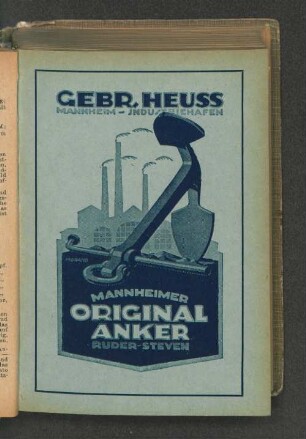 GEBR. HEUSS
MANNHEIM - INDUSTRIEHAFEN
MANNHEIMER
ORIGINAL
ANKER
RUDER-STEVEN